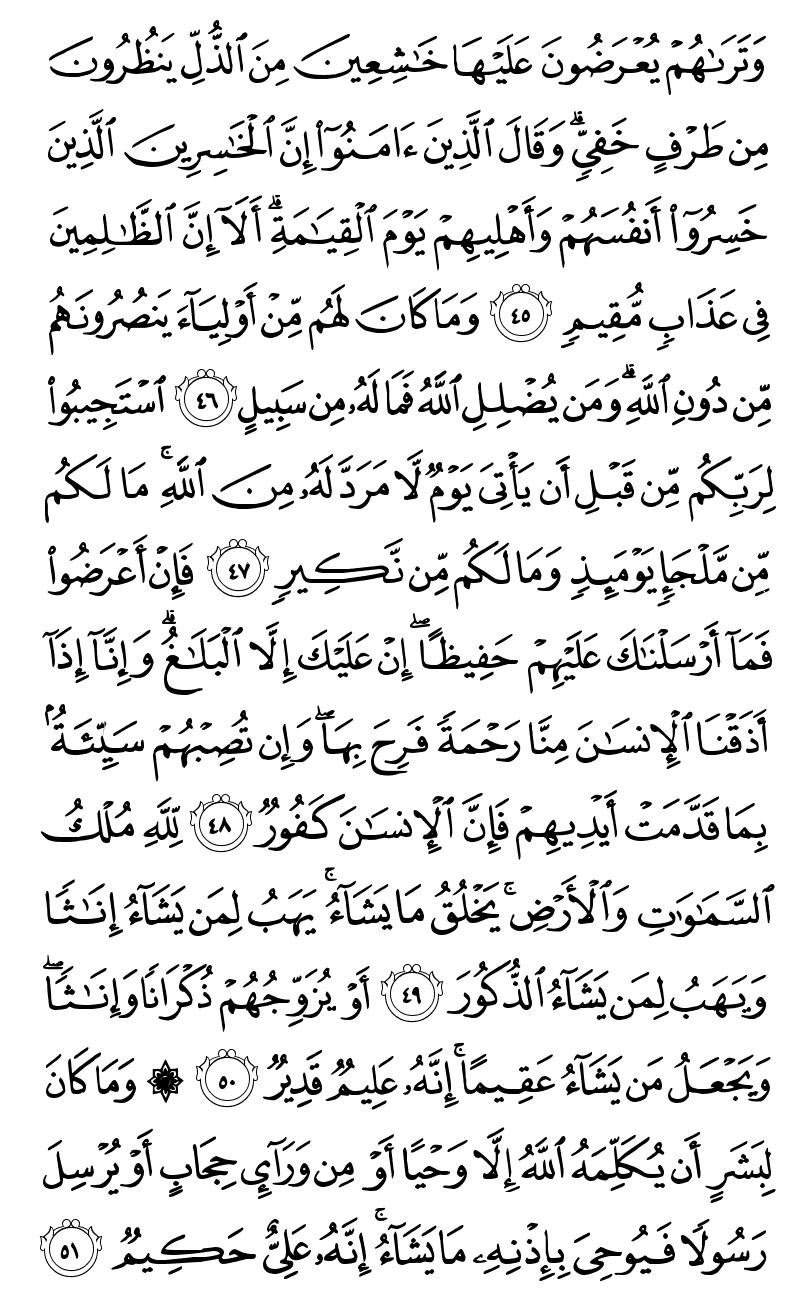 وَتَرَىٰهُمْ يُعْرَضُونَ عَلَيْهَا خَٰشِعِينَ مِنَ ٱلذُّلِّ يَنظُرُونَ
مِن طَرْفٍ خَفِىٍّ ۗ وَقَالَ ٱلَّذِينَ ءَامَنُوٓا۟ إِنَّ ٱلْخَٰسِرِينَ ٱلَّذِينَ
خَسِرُوٓا۟ أَنفُسَهُمْ وَأَهْلِيهِمْ يَوْمَ ٱلْقِيَٰمَةِ ۗ أَلَآ إِنَّ ٱلظَّٰلِمِينَ
فِى عَذَابٍ مُّقِيمٍ ٤٥ وَمَا كَانَ لَهُم مِّنْ أَوْلِيَآءَ يَنصُرُونَهُم
مِّن دُونِ ٱللَّهِ ۗ وَمَن يُضْلِلِ ٱللَّهُ فَمَا لَهُۥ مِن سَبِيلٍ ٤٦ ٱسْتَجِيبُوا۟
لِرَبِّكُم مِّن قَبْلِ أَن يَأْتِىَ يَوْمٌ لَّا مَرَدَّ لَهُۥ مِنَ ٱللَّهِ ۚ مَا لَكُم
مِّن مَّلْجَإٍ يَوْمَئِذٍ وَمَا لَكُم مِّن نَّكِيرٍ ٤٧ فَإِنْ أَعْرَضُوا۟
فَمَآ أَرْسَلْنَٰكَ عَلَيْهِمْ حَفِيظًا ۖ إِنْ عَلَيْكَ إِلَّا ٱلْبَلَٰغُ ۗ وَإِنَّآ إِذَآ
أَذَقْنَا ٱلْإِنسَٰنَ مِنَّا رَحْمَةً فَرِحَ بِهَا ۖ وَإِن تُصِبْهُمْ سَيِّئَةٌۢ
بِمَا قَدَّمَتْ أَيْدِيهِمْ فَإِنَّ ٱلْإِنسَٰنَ كَفُورٌ ٤٨ لِّلَّهِ مُلْكُ
ٱلسَّمَٰوَٰتِ وَٱلْأَرْضِ ۚ يَخْلُقُ مَا يَشَآءُ ۚ يَهَبُ لِمَن يَشَآءُ إِنَٰثًا
وَيَهَبُ لِمَن يَشَآءُ ٱلذُّكُورَ ٤٩ أَوْ يُزَوِّجُهُمْ ذُكْرَانًا وَإِنَٰثًا ۖ
وَيَجْعَلُ مَن يَشَآءُ عَقِيمًا ۚ إِنَّهُۥ عَلِيمٌ قَدِيرٌ ٥٠ ۞ وَمَا كَانَ
لِبَشَرٍ أَن يُكَلِّمَهُ ٱللَّهُ إِلَّا وَحْيًا أَوْ مِن وَرَآئِ حِجَابٍ أَوْ يُرْسِلَ
رَسُولًا فَيُوحِىَ بِإِذْنِهِۦ مَا يَشَآءُ ۚ إِنَّهُۥ عَلِىٌّ حَكِيمٌ ٥١